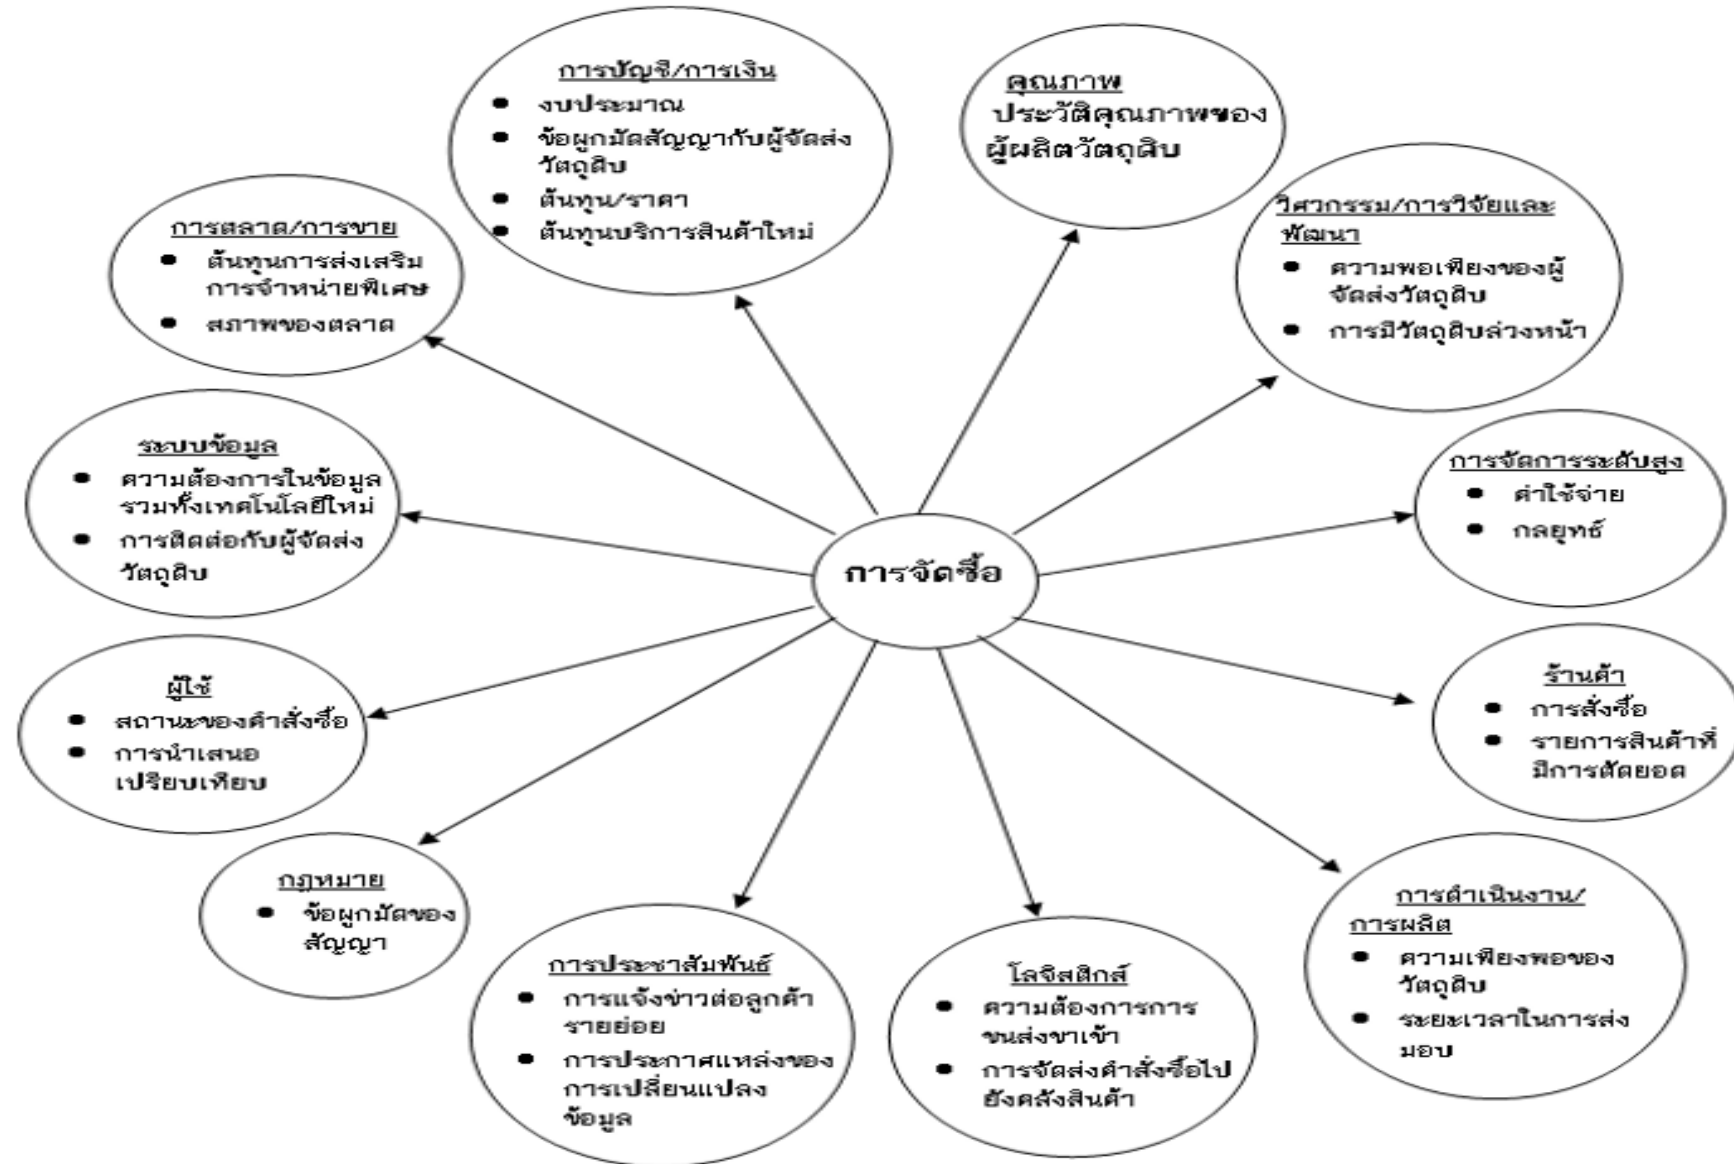 การบัญชี/การเงิน
● งบประมาณ
● ข้อผูกมัดสัญญากับผู้จัดส่ง
วัตถุดิบ
● ต้นทุน/ราคา
● ต้นทุนบริการสินค้าใหม่
คุณภาพ
ประวัติคุณภาพของ
ผู้ผลิตวัตถุดิบ
วิศวกรรม/การวิจัยและ
พัฒนา
● ความพอเพียงของผู้
จัดส่งวัตถุดิบ
● การมีวัตถุดิบล่วงหน้า
การตลาด/การขาย
● ต้นทุนการส่งเสริม
การจำหน่ายพิเศษ
● สภาพของตลาด
ระบบข้อมูล
● ความต้องการในข้อมูล
รวมทั้งเทคโนโลยีใหม่
● การติดต่อกับผู้จัดส่ง
วัตถุดิบ
การจัดการระดับสูง
● ค่าใช้จ่าย
● กลยุทธ์
การจัดซื้อ
ผู้ใช้
● สถานะของคำสั่งซื้อ
● การนำเสนอ
เปรียบเทียบ
ร้านค้า
● การสั่งซื้อ
● รายการสินค้าที่
มีการตัดยอด
กฎหมาย
● ข้อผูกมัดของ
สัญญา
การประชาสัมพันธ์
● การแจ้งข่าวต่อลูกค้า
รายย่อย
● การประกาศแหล่งของ
การเปลี่ยนแปลง
ข้อมูล
โลจิสติกส์
● ความต้องการการ
ขนส่งขาเข้า
● การจัดส่งคำสั่งซื้อไป
ยังคลังสินค้า
การดำเนินงาน/
การผลิต
● ความเพียงพอของ
วัตถุดิบ
● ระยะเวลาในการส่ง
มอบ